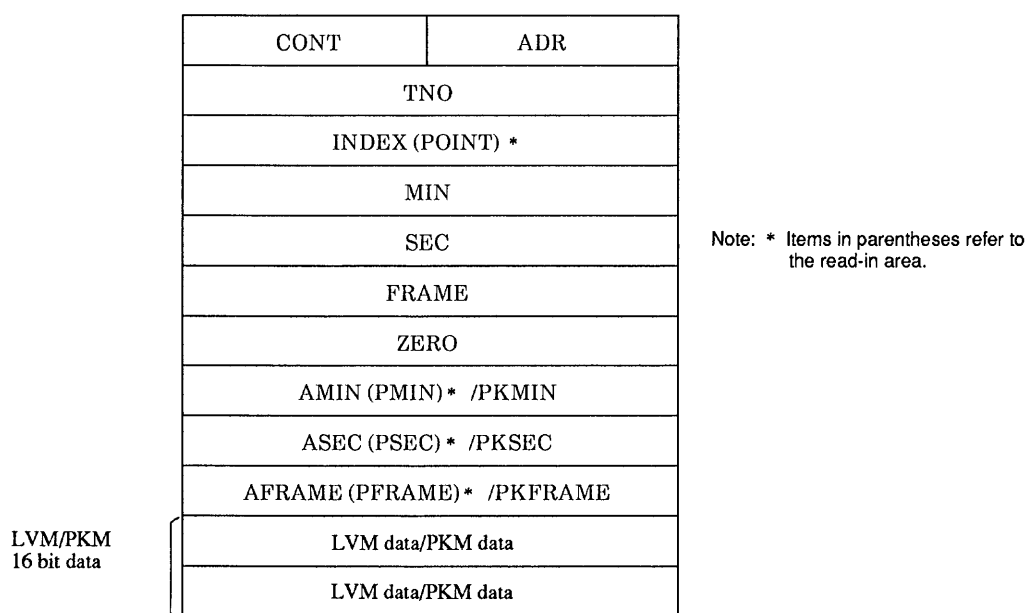 CONT ADR
TNO
INDEX (POINT) *
MIN
SEC
Note: * Items in parentheses refer to
the read-in area.
FRAME
ZERO
AMIN (PMIN) * /PKMIN
ASEC (PSEC) * /PKSEC
AFRAME (PFRAME) * /PKFRAME
LVM/PKM
16 bit data
LVM data/PKM data
LVM data/PKM data